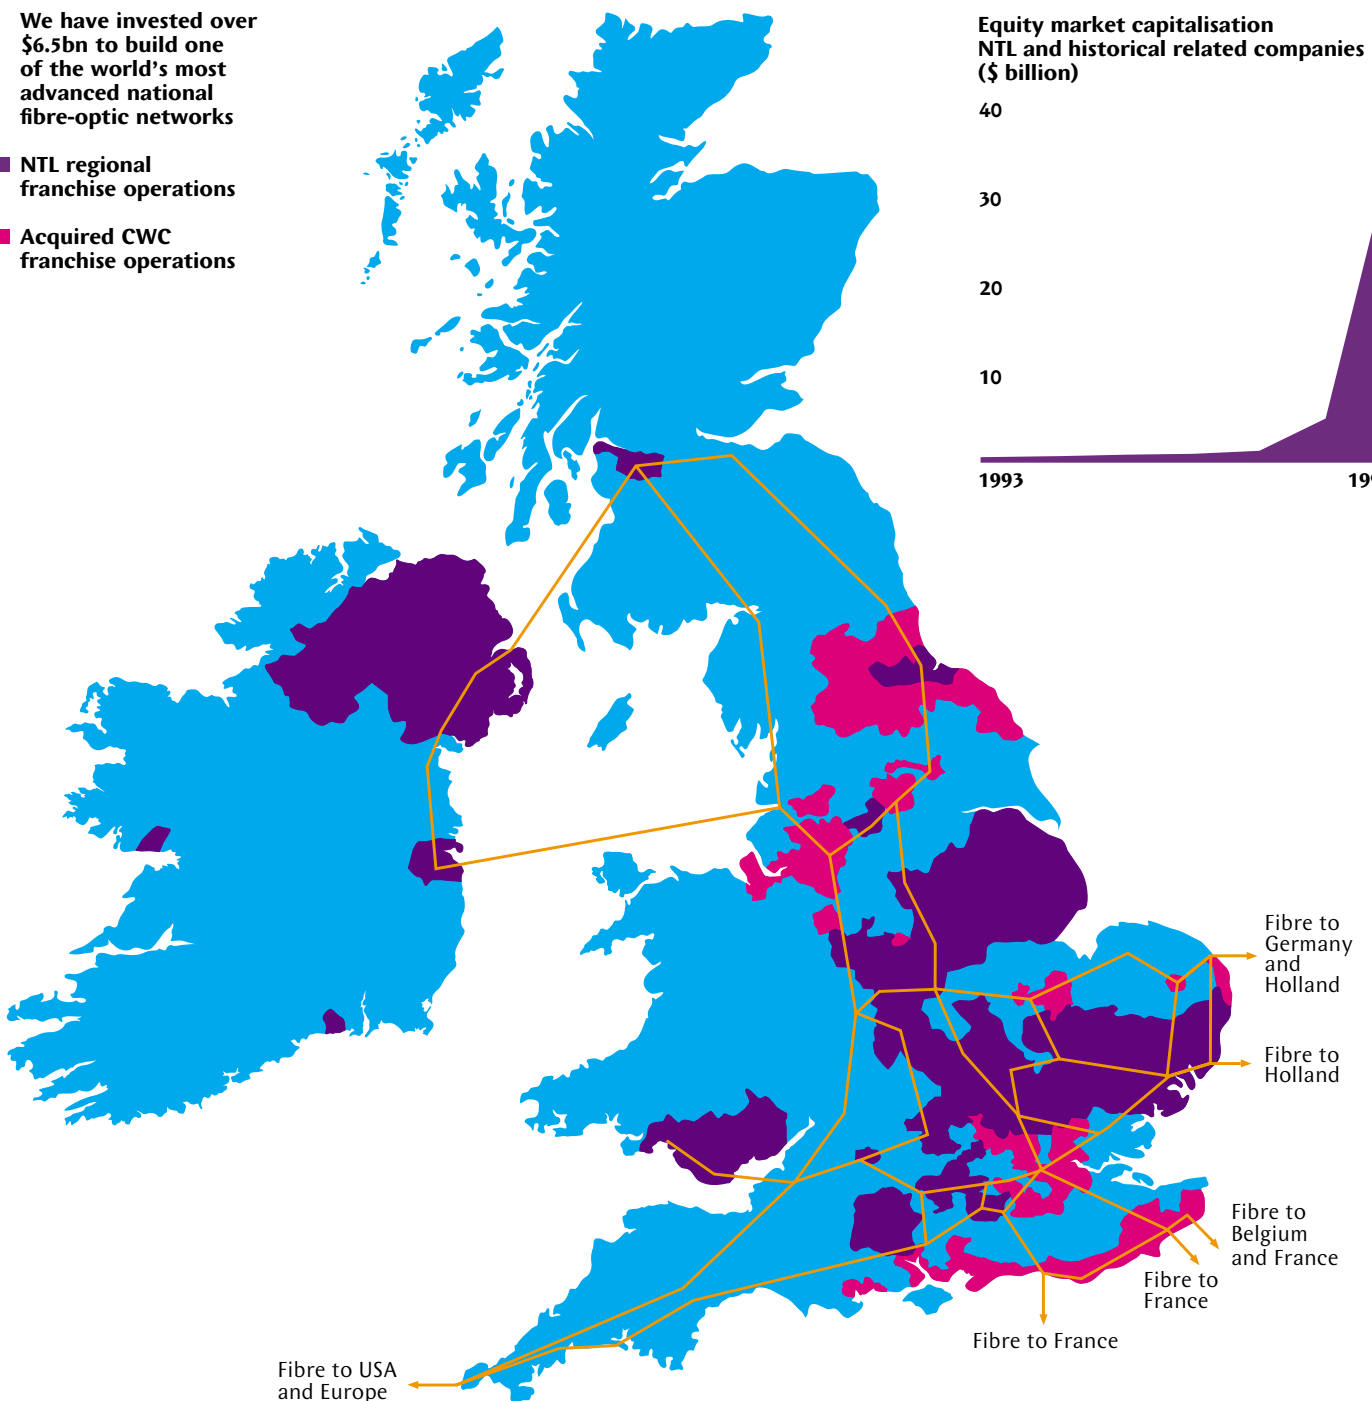 We have invested over
$6.5bn to build one
of the world's most
advanced national
fibre-optic networks
NTL regional
franchise operations
Acquired CWC
franchise operations
Equity market capitalisation
NTL and historical related companies
($ billion)
40
30
20
10
1993
Fibre to
Germany
and
Holland
Fibre to
Holland
Fibre to
Belgium
and France
Fibre to
France
Fibre to France
Fibre to USA
and Europe